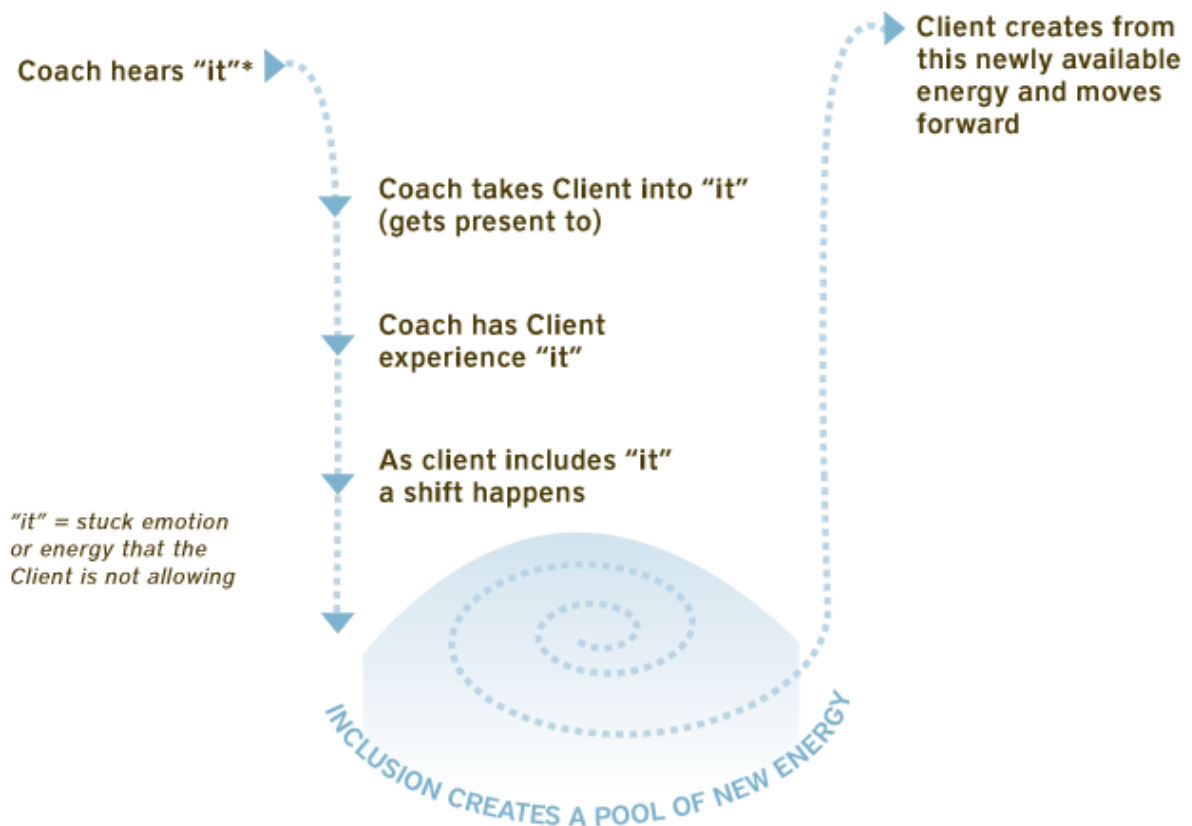 Coach hears “it”*
Client creates from
this newly available
energy and moves
forward
Coach takes Client into “it”
(gets present to)
Coach has Client
experience “it”
As client includes “it”
a shift happens
“it” = stuck emotion
or energy that the
Client is not allowing
INCLUSION CREATES A POOL OF NEW ENERGY